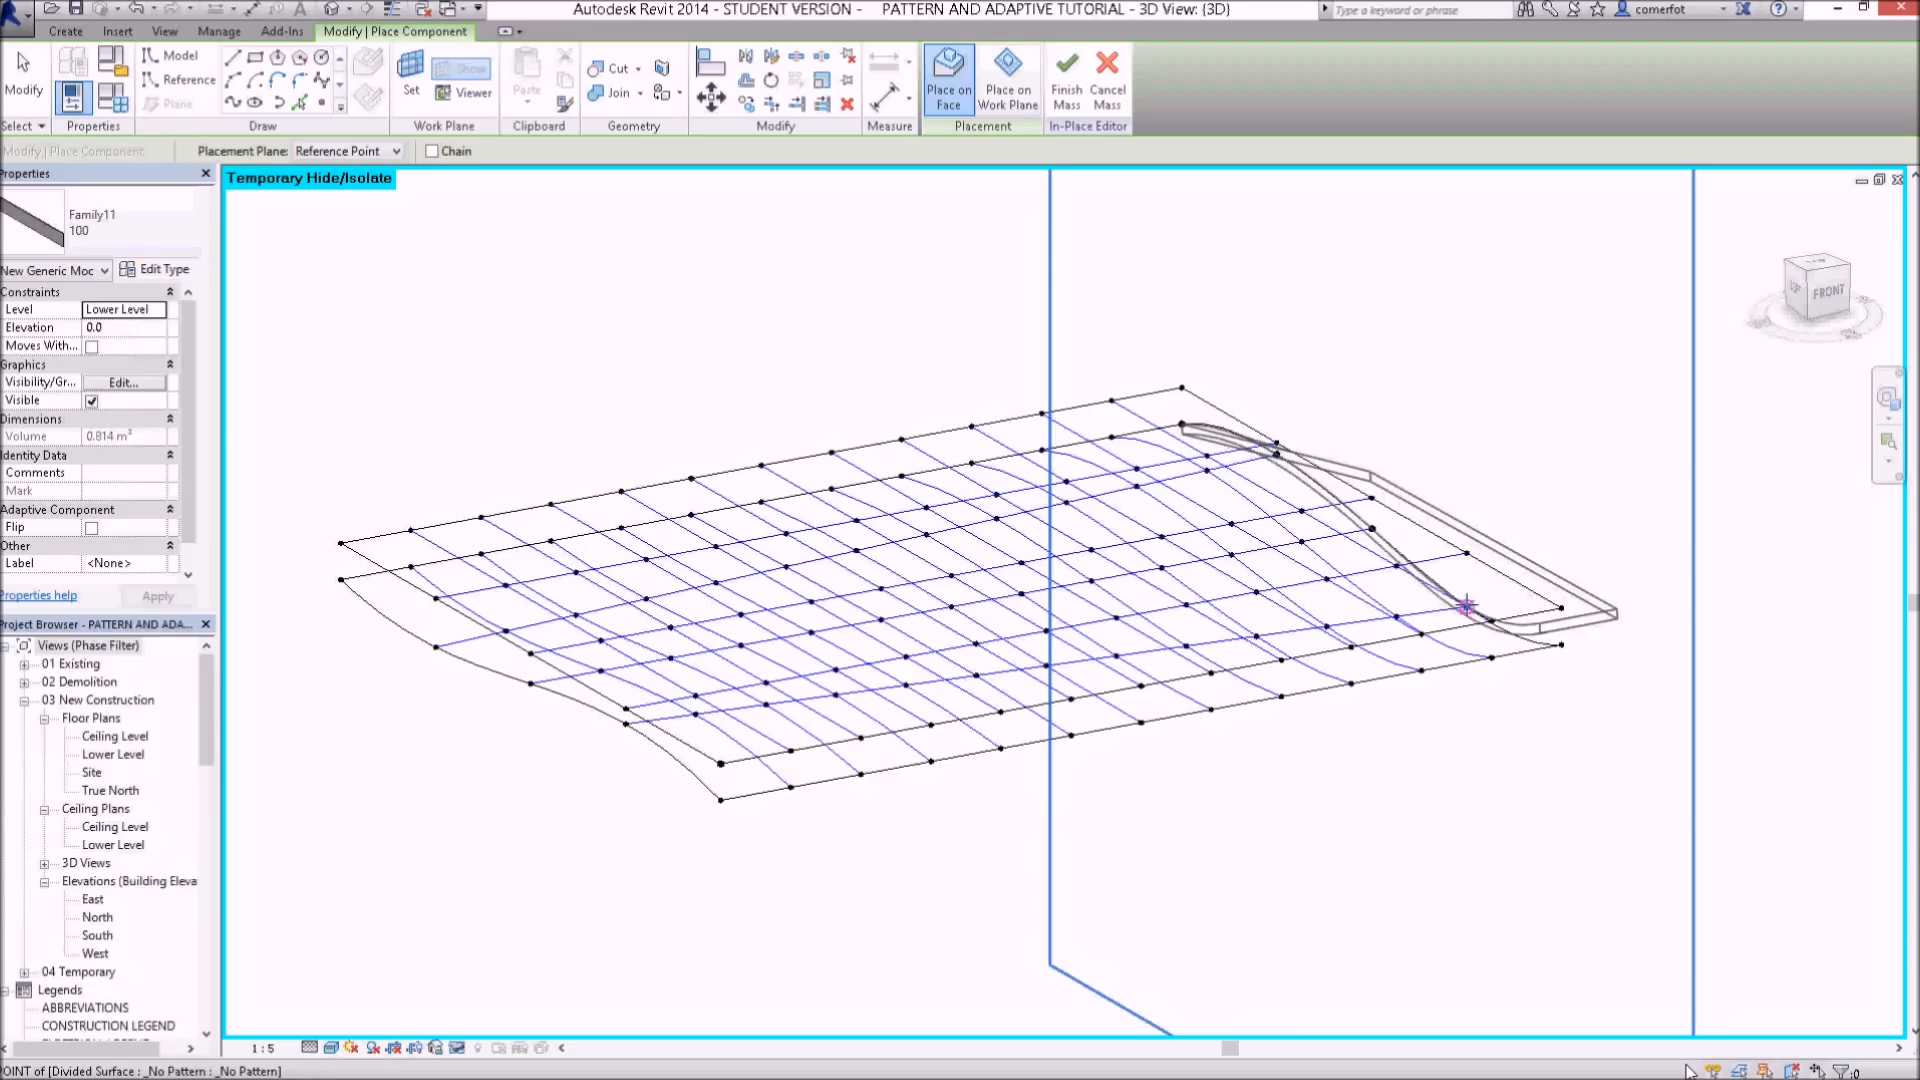 Autodesk Revit 2014 - STUDENT VERSION - PATTERN AND ADAPTIVE TUTORIAL - 3D View: {3D}
Type a keyword or phrase
comerfot
Create Insert View Manage Add-Ins Modify | Place Component
Modify
Select
Properties
Model
Reference
Plane
Draw
Set
Show
Viewer
Work Plane
Paste
Clipboard
Cut
Join
Geometry
Modify
Measure
Place on Face
Place on Work Plane
Placement
Finish Mass
Cancel Mass
In-Place Editor
Modify | Place Component
Placement Plane: Reference Point
Chain
Properties
Family11
100
New Generic Moc
Edit Type
Constraints
Level Lower Level
Elevation 0.0
Moves With...
Graphics
Visibility/Gr... Edit...
Visible
Dimensions
Volume 0.814 m³
Identity Data
Comments
Mark
Adaptive Component
Flip
Other
Label <None>
Properties help
Apply
Project Browser - PATTERN AND ADA...
Views (Phase Filter)
01 Existing
02 Demolition
03 New Construction
Floor Plans
Ceiling Level
Lower Level
Site
True North
Ceiling Plans
Ceiling Level
Lower Level
3D Views
Elevations (Building Eleva
East
North
South
West
04 Temporary
Legends
ABBREVIATIONS
CONSTRUCTION LEGEND
Temporary Hide/Isolate
FRONT
1 : 5
POINT of [Divided Surface : _No Pattern : _No Pattern]
:0